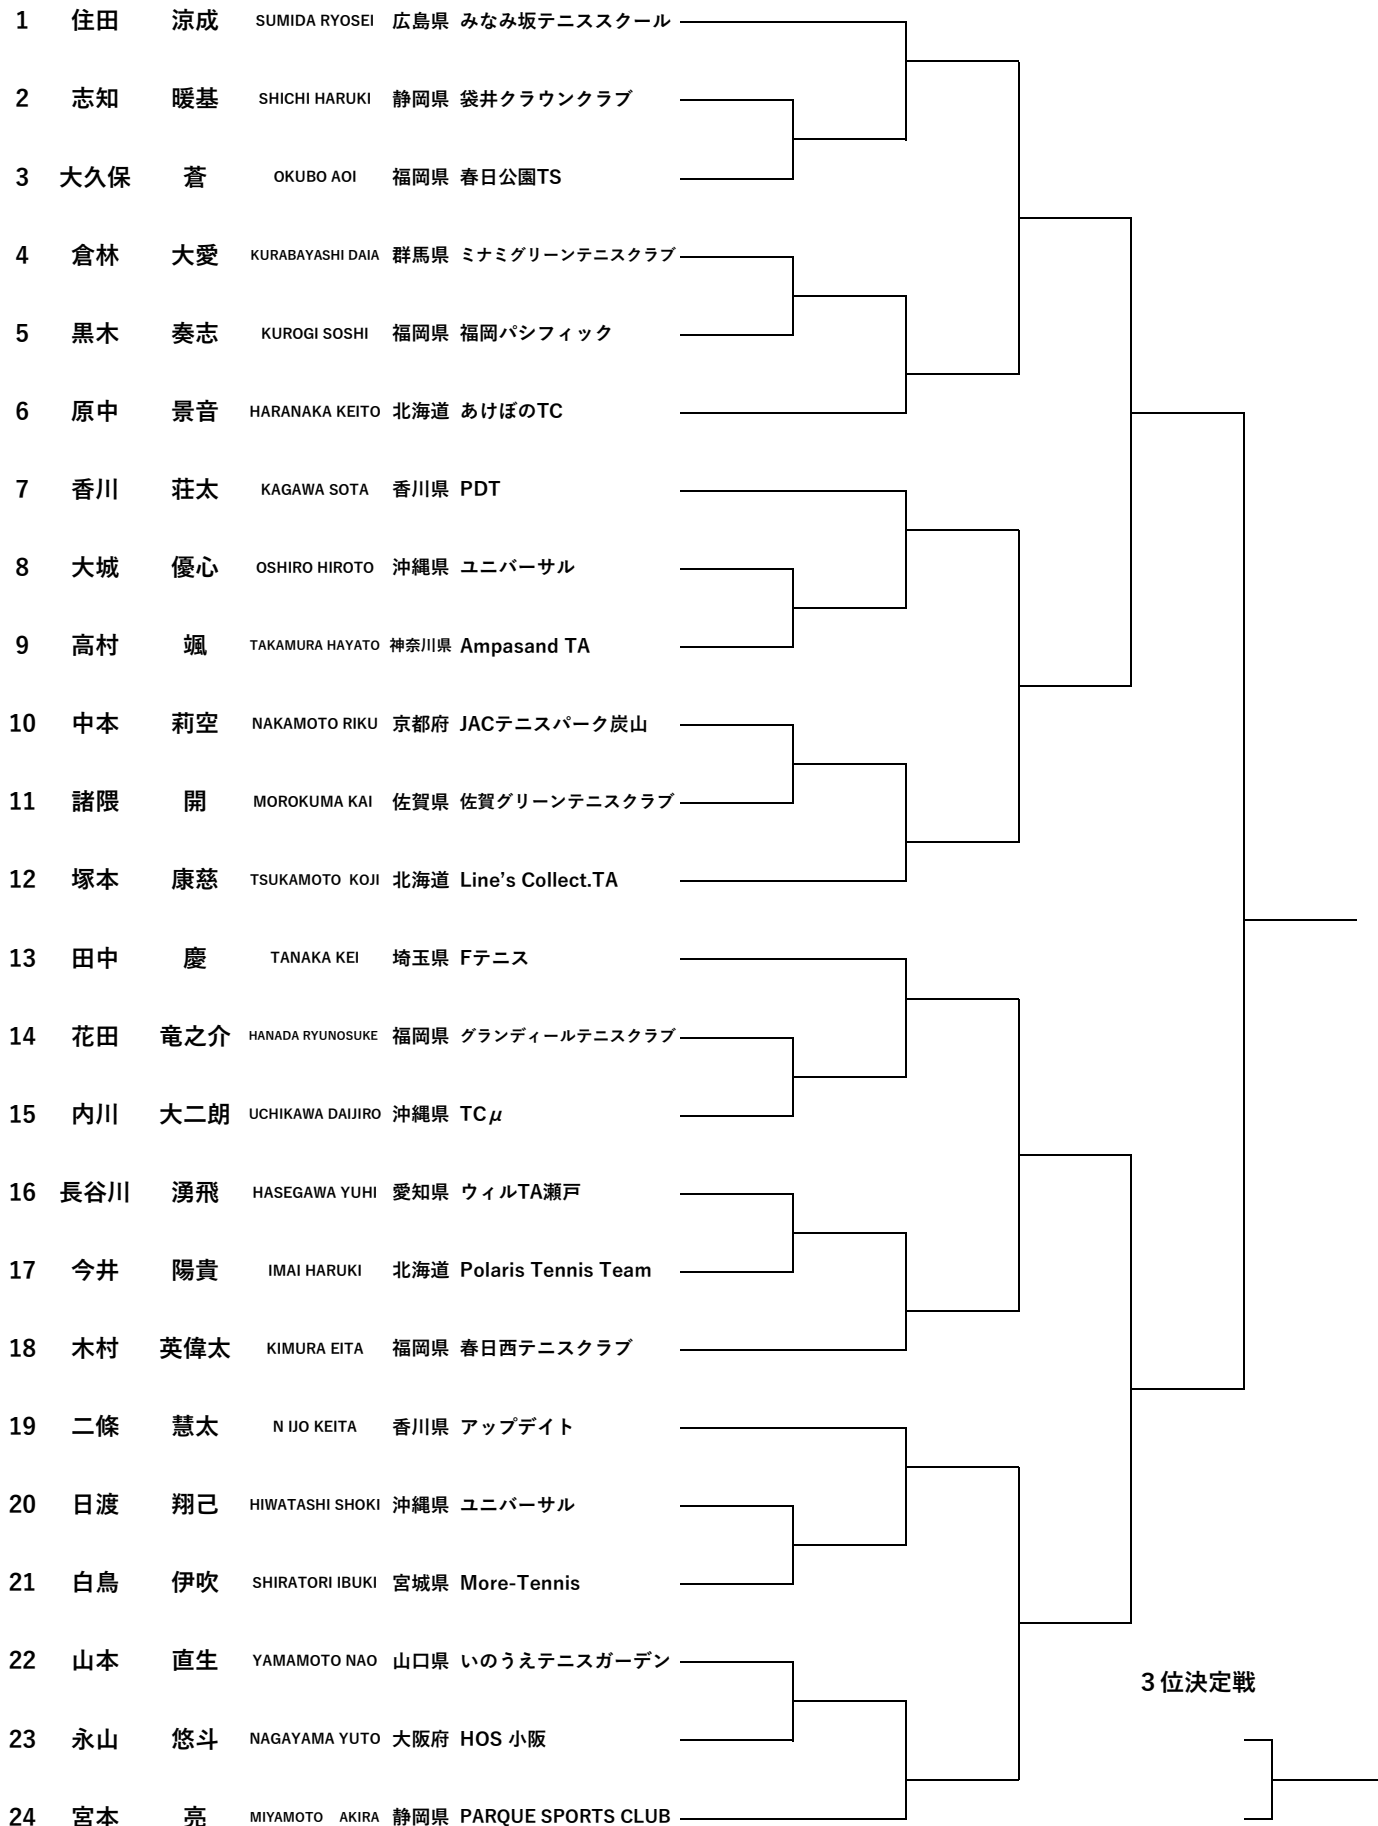 1 住田 涼成 SUMIDA RYOSEI 広島県 みなみ坂テニススクール
2 志知 暖基 SHICHI HARUKI 静岡県 袋井クラウンクラブ
3 大久保 蒼 OKUBO AOI 福岡県 春日公園TS
4 倉林 大愛 KURABAYASHI DAIA 群馬県 ミナミグリーンテニスクラブ
5 黒木 奏志 KUROGI SOSHI 福岡県 福岡パシフィック
6 原中 景音 HARANAKA KEITO 北海道 あけぼのTC
7 香川 荘太 KAGAWA SOTA 香川県 PDT
8 大城 優心 OSHIRO HIROTO 沖縄県 ユニバーサル
9 高村 颯 TAKAMURA HAYATO 神奈川県 Ampasand TA
10 中本 莉空 NAKAMOTO RIKU 京都府 JACテニスパーク炭山
11 諸隈 開 MOROKUMA KAI 佐賀県 佐賀グリーンテニスクラブ
12 塚本 康慈 TSUKAMOTO KOJI 北海道 Line’s Collect.TA
13 田中 慶 TANAKA KEI 埼玉県 Fテニス
14 花田 竜之介 HANADA RYUNOSUKE 福岡県 グランディールテニスクラブ
15 内川 大二朗 UCHIKAWA DAIJIRO 沖縄県 TCμ
16 長谷川 湧飛 HASEGAWA YUHI 愛知県 ウィルTA瀬戸
17 今井 陽貴 IMAI HARUKI 北海道 Polaris Tennis Team
18 木村 英偉太 KIMURA EITA 福岡県 春日西テニスクラブ
19 二條 慧太 N IJO KEITA 香川県 アップデイト
20 日渡 翔己 HIWATASHI SHOKI 沖縄県 ユニバーサル
21 白鳥 伊吹 SHIRATORI IBUKI 宮城県 More-Tennis
22 山本 直生 YAMAMOTO NAO 山口県 いのうえテニスガーデン
３位決定戦
23 永山 悠斗 NAGAYAMA YUTO 大阪府 HOS 小阪
24 宮本 亮 MIYAMOTO AKIRA 静岡県 PARQUE SPORTS CLUB